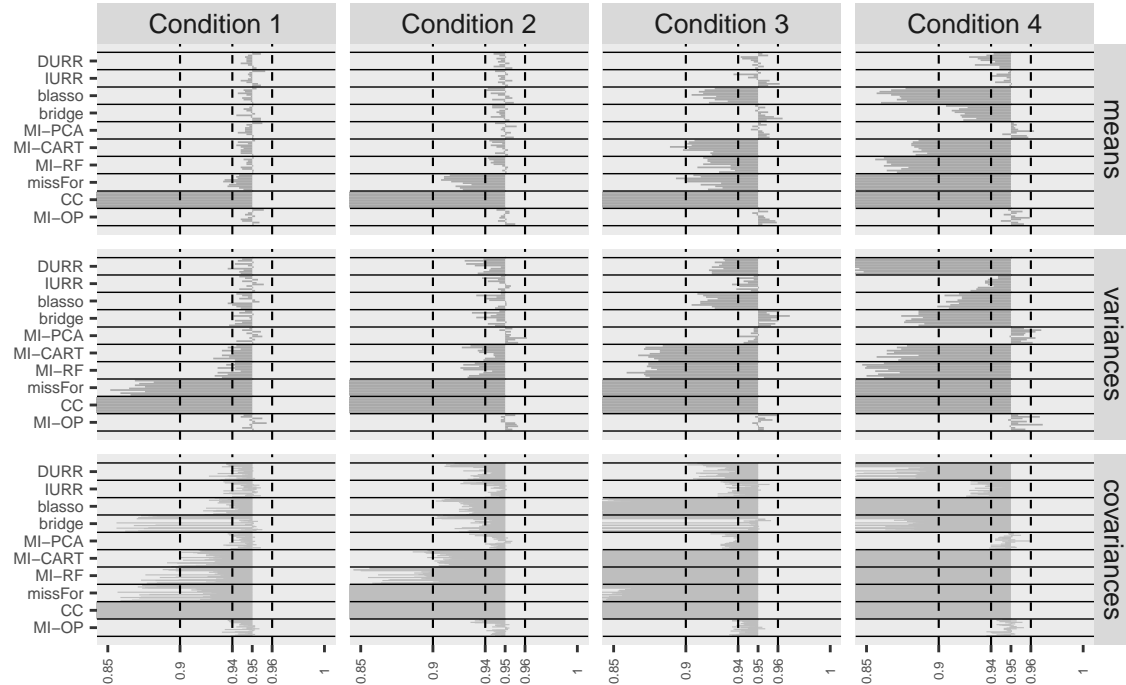 Condition 1 Condition 2 Condition 3 Condition 4
DURR
IURR
blasso
bridge
MI−PCA
MI−CART
MI−RF
missFor
CC
MI−OP
means
DURR
IURR
blasso
bridge
MI−PCA
MI−CART
MI−RF
missFor
CC
MI−OP
variances
DURR
IURR
blasso
bridge
MI−PCA
MI−CART
MI−RF
missFor
CC
MI−OP
covariances
0.85 0.9 0.94 0.95 0.96 1 0.85 0.9 0.94 0.95 0.96 1 0.85 0.9 0.94 0.95 0.96 1 0.85 0.9 0.94 0.95 0.96 1